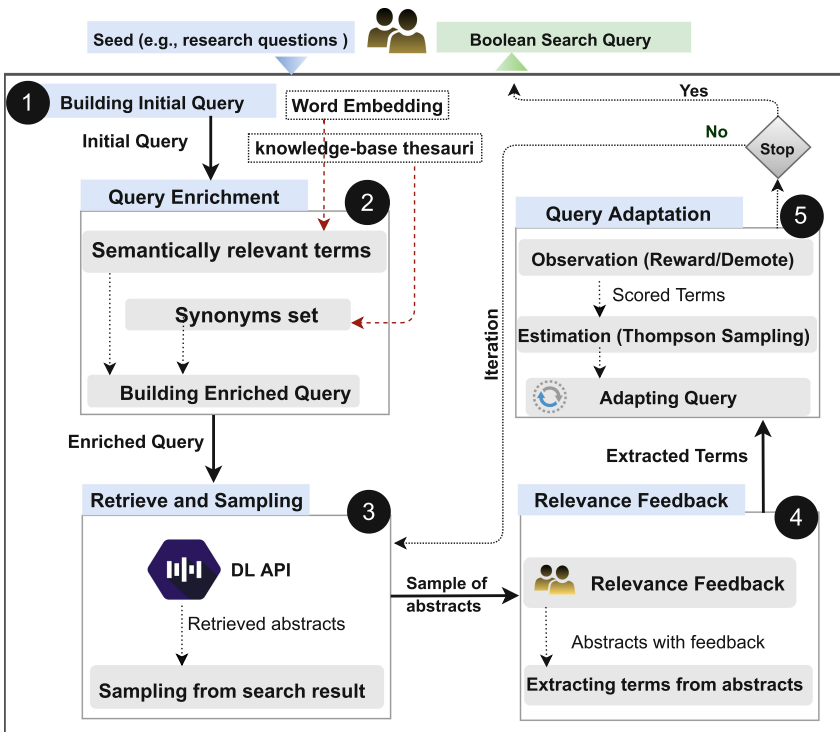 Seed (e.g., research questions )
Boolean Search Query
1
Building Initial Query
Initial Query
Word Embedding
knowledge-base thesauri
Query Enrichment
2
Semantically relevant terms
Synonyms set
Building Enriched Query
Enriched Query
Retrieve and Sampling
3
DL API
Retrieved abstracts
Sampling from search result
Sample of
abstracts
Relevance Feedback
4
Relevance Feedback
Abstracts with feedback
Extracting terms from abstracts
Extracted Terms
Query Adaptation
5
Observation (Reward/Demote)
Scored Terms
Estimation (Thompson Sampling)
Adapting Query
Stop
Yes
No
Iteration